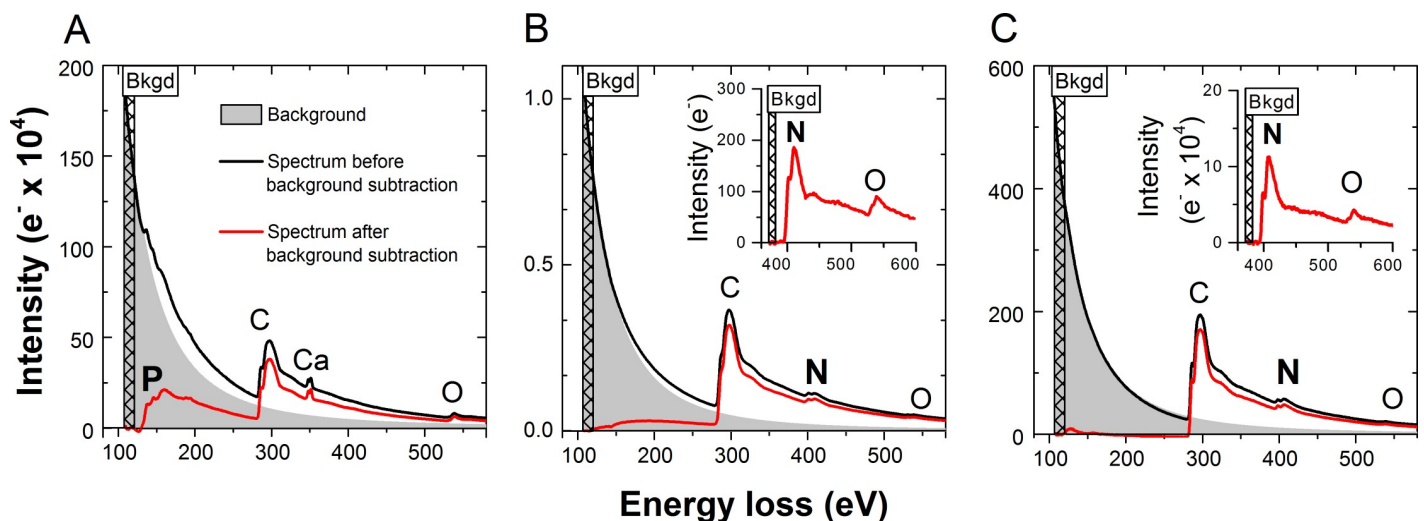 A
B
C
Intensity (e⁻ x 10⁴)
200
150
100
50
0
Bkgd
Background
Spectrum before
background subtraction
Spectrum after
background subtraction
P
C
Ca
O
100
200
300
400
500
1.0
0.5
0.0
Bkgd
C
N
O
100
200
300
400
500
Intensity (e⁻)
300
200
100
0
Bkgd
N
O
400
500
600
600
500
400
300
200
100
0
Bkgd
C
N
O
100
200
300
400
500
Intensity
(e⁻ x 10⁴)
20
10
0
Bkgd
N
O
400
500
600
Energy loss (eV)